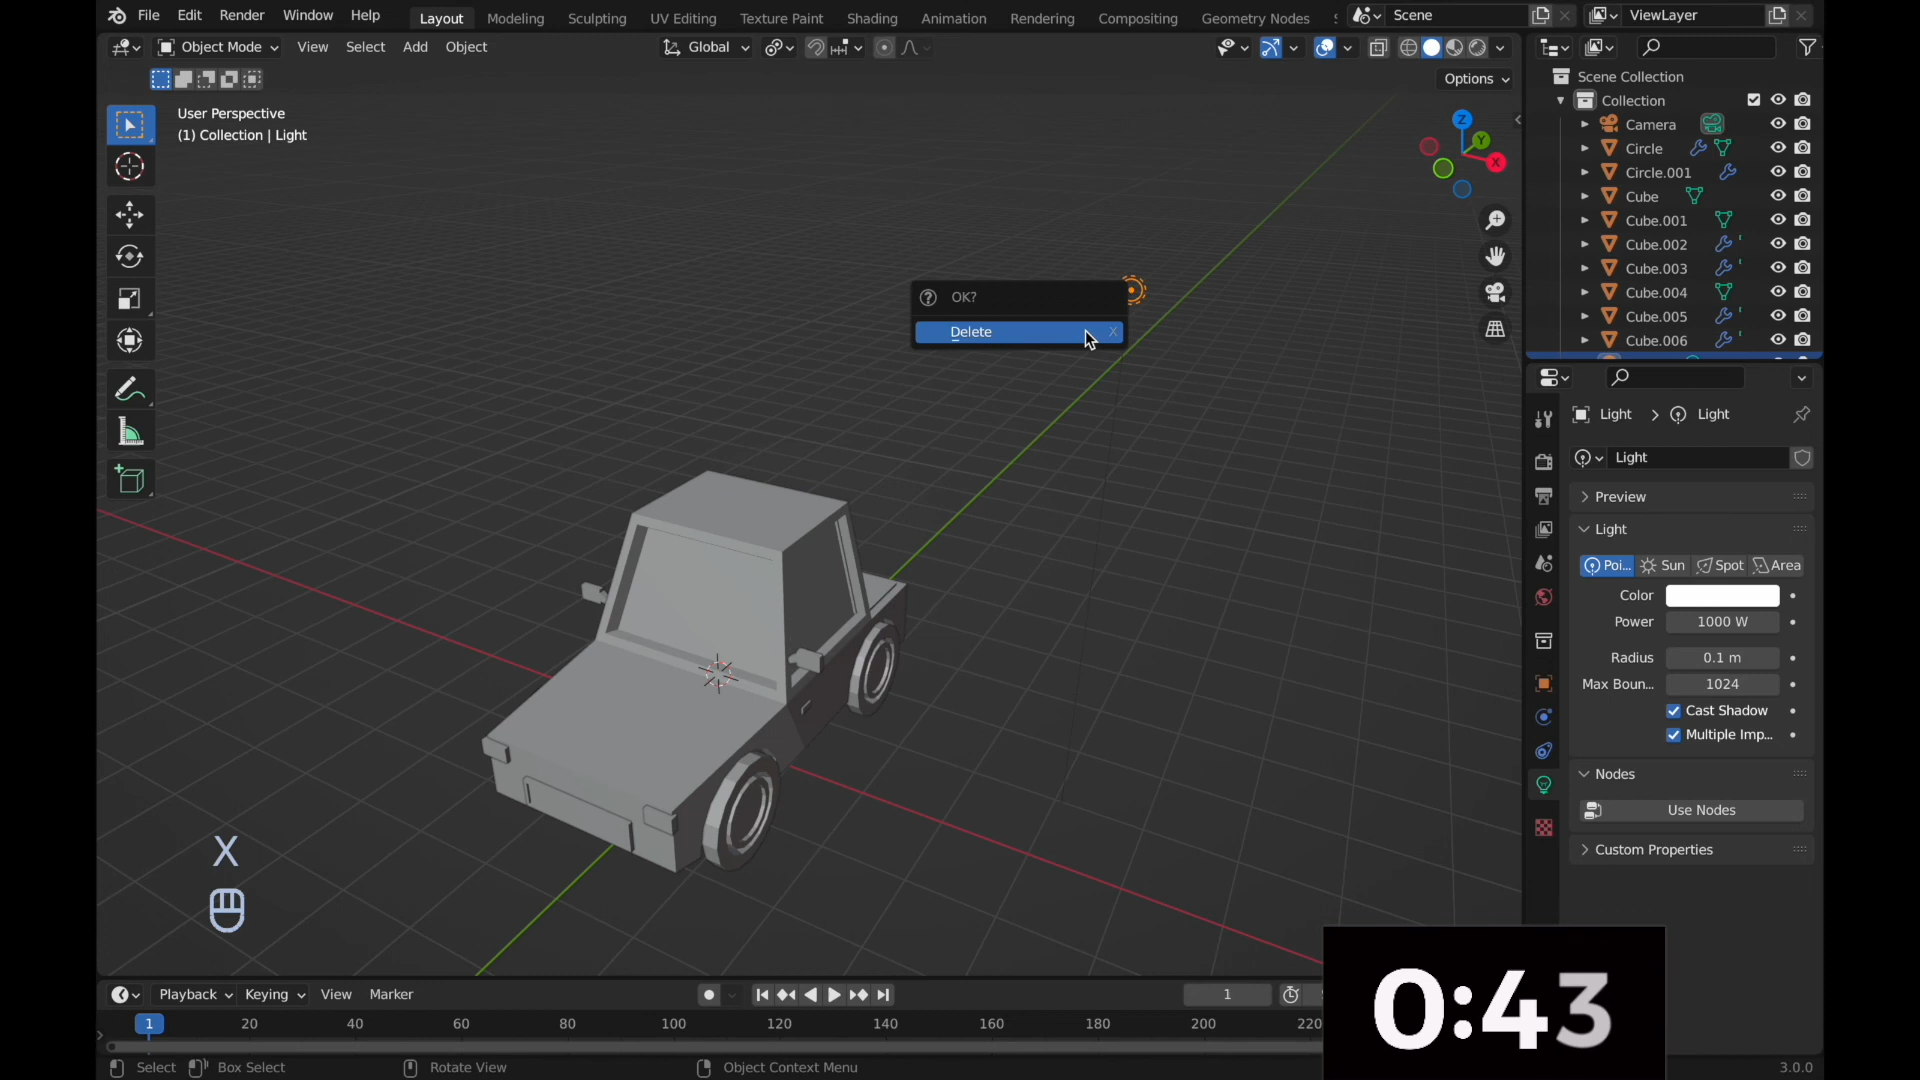 File Edit Render Window Help Layout Modeling Sculpting UV Editing Texture Paint Shading Animation Rendering Compositing Geometry Nodes Scene ViewLayer
Object Mode View Select Add Object Global
Options
User Perspective
(1) Collection | Light
Z
Y
X
OK?
Delete X
Scene Collection
Collection
Camera
Circle
Circle.001
Cube
Cube.001
Cube.002
Cube.003
Cube.004
Cube.005
Cube.006
Light > Light
Light
Preview
Light
Poi... Sun Spot Area
Color
Power 1000 W
Radius 0.1 m
Max Boun... 1024
Cast Shadow
Multiple Imp...
Nodes
Use Nodes
Custom Properties
X
Playback Keying View Marker 1
1 20 40 60 80 100 120 140 160 180 200 220
0:43
Select Box Select Rotate View Object Context Menu 3.0.0